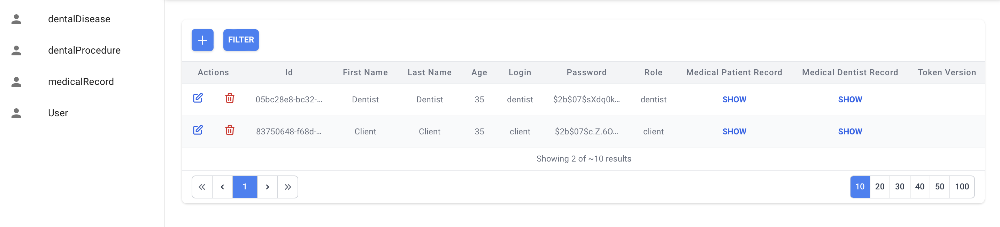 dentalDisease
dentalProcedure
medicalRecord
User
+ FILTER
Actions Id First Name Last Name Age Login Password Role Medical Patient Record Medical Dentist Record Token Version
05bc28e8-bc32-... Dentist Dentist 35 dentist $2b$07$sXdq0k... dentist SHOW SHOW
83750648-f68d-... Client Client 35 client $2b$07$c.Z.6O... client SHOW SHOW
Showing 2 of ~10 results
« ‹ 1 › » 10 20 30 40 50 100